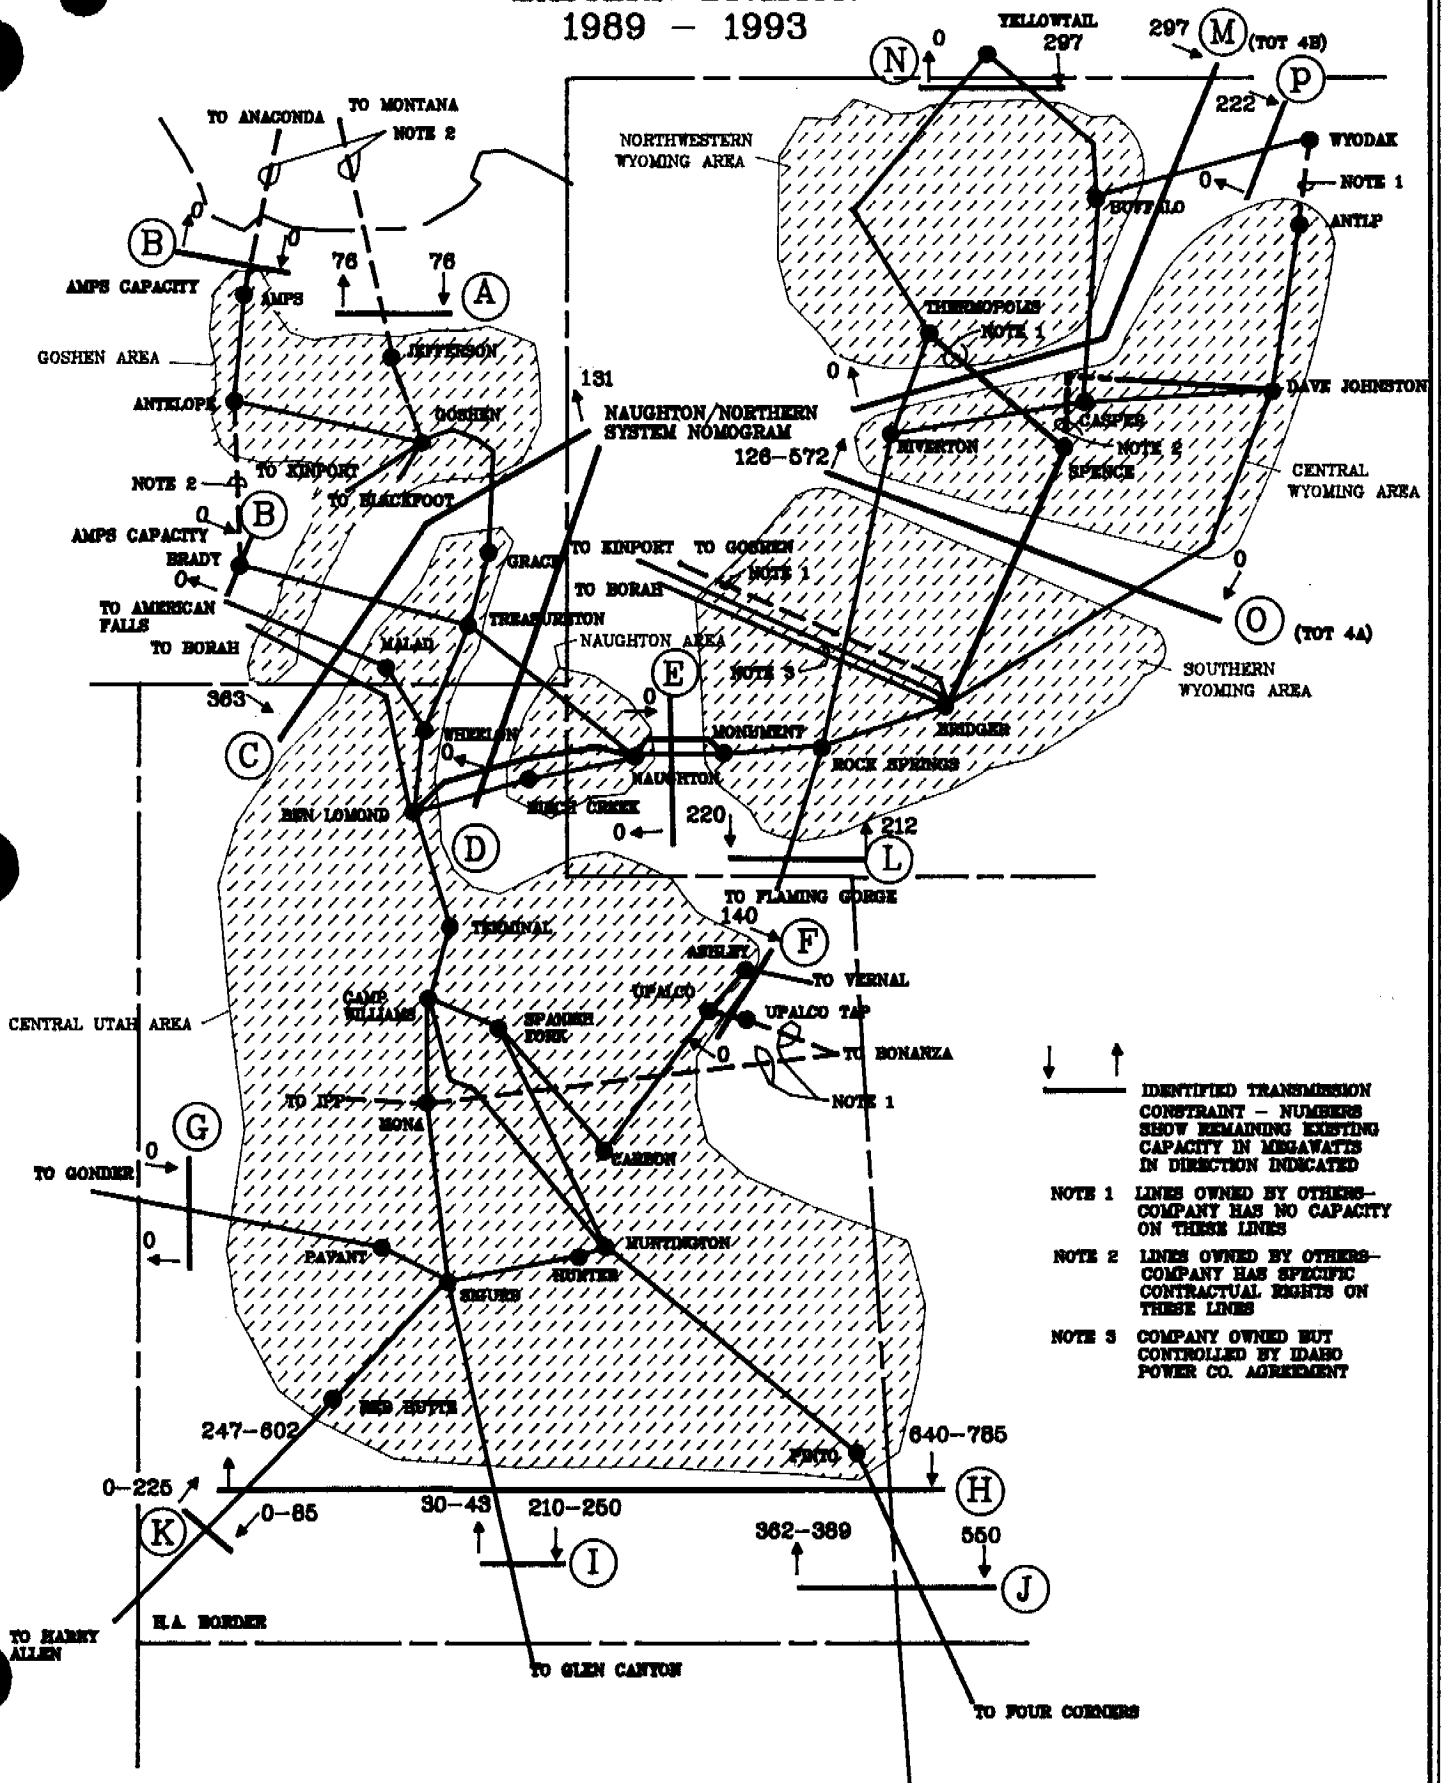 1989 - 1993
YELLOWTAIL
297
M
(TOT 4B)
N
0
297
P
222
TO MONTANA
TO ANACONDA
NOTE 2
NORTHWESTERN
WYOMING AREA
WYODAK
0
NOTE 1
BUFFALO
ANTLP
0
B
0
76
76
A
AMPS CAPACITY
AMPS
THERMOPOLIS
NOTE 1
GOSHEN AREA
JEFFERSON
0
131
DAVE JOHNSTON
ANTELOPE
GOSHEN
NAUGHTON/NORTHERN
SYSTEM NOMOGRAM
CASPER
RIVERTON
NOTE 2
126-572
SPENCE
TO KINPORT
CENTRAL
WYOMING AREA
NOTE 2
TO BLACKFOOT
0
B
AMPS CAPACITY
BRADY
GRACE
TO KINPORT
TO GOSHEN
NOTE 1
0
0
TO BORAH
TO AMERICAN
FALLS
TREASURETON
O
(TOT 4A)
TO BORAH
MALAD
NAUGHTON AREA
NOTE 3
E
SOUTHERN
WYOMING AREA
363
0
C
WHEELON
MONUMENT
BRIDGER
0
NAUGHTON
ROCK SPRINGS
BEN LOMOND
BIRCH CREEK
220
0
212
D
L
TO FLAMING GORGE
140
TERMINAL
F
ASHLEY
TO VERNAL
CAMP
WILLIAMS
UPALCO
UPALCO TAP
CENTRAL UTAH AREA
SPANISH
FORK
0
TO BONANZA
TO IPP
NOTE 1
MONA
IDENTIFIED TRANSMISSION
CONSTRAINT - NUMBERS
SHOW REMAINING EXISTING
CAPACITY IN MEGAWATTS
IN DIRECTION INDICATED
G
0
CARBON
TO GONDER
NOTE 1 LINES OWNED BY OTHERS-
COMPANY HAS NO CAPACITY
ON THESE LINES
0
PAVANT
HUNTINGTON
HUNTER
SIGURD
NOTE 2 LINES OWNED BY OTHERS-
COMPANY HAS SPECIFIC
CONTRACTUAL RIGHTS ON
THESE LINES
NOTE 3 COMPANY OWNED BUT
CONTROLLED BY IDAHO
POWER CO. AGREEMENT
RED BUTTE
247-602
PINTO
640-785
0-225
H
K
0-85
30-43
210-250
362-389
550
I
J
H.A. BORDER
TO HARRY
ALLEN
TO GLEN CANYON
TO FOUR CORNERS